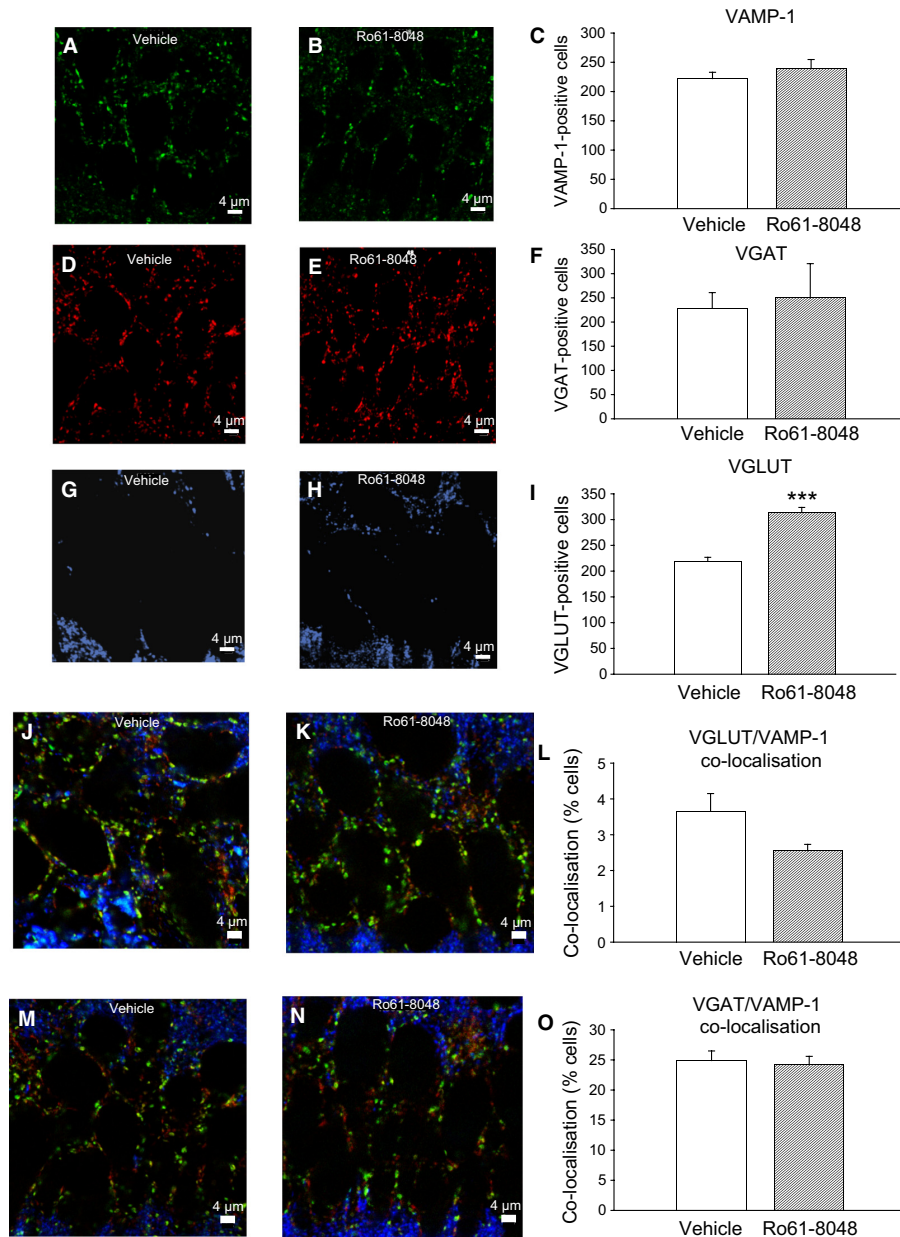 A
Vehicle
4 µm
B
Ro61-8048
4 µm
C
VAMP-1
VAMP-1-positive cells
300
250
200
150
100
50
0
Vehicle Ro61-8048
D
Vehicle
4 µm
E
Ro61-8048
4 µm
F
VGAT
VGAT-positive cells
350
300
250
200
150
100
50
0
Vehicle Ro61-8048
G
Vehicle
4 µm
H
Ro61-8048
4 µm
I
VGLUT
VGLUT-positive cells
350
300
250
200
150
100
50
0
***
Vehicle Ro61-8048
J
Vehicle
4 µm
K
Ro61-8048
4 µm
L
VGLUT/VAMP-1
co-localisation
Co-localisation (% cells)
5
4
3
2
1
0
Vehicle Ro61-8048
M
Vehicle
4 µm
N
Ro61-8048
4 µm
O
VGAT/VAMP-1
co-localisation
Co-localisation (% cells)
30
25
20
15
10
5
0
Vehicle Ro61-8048